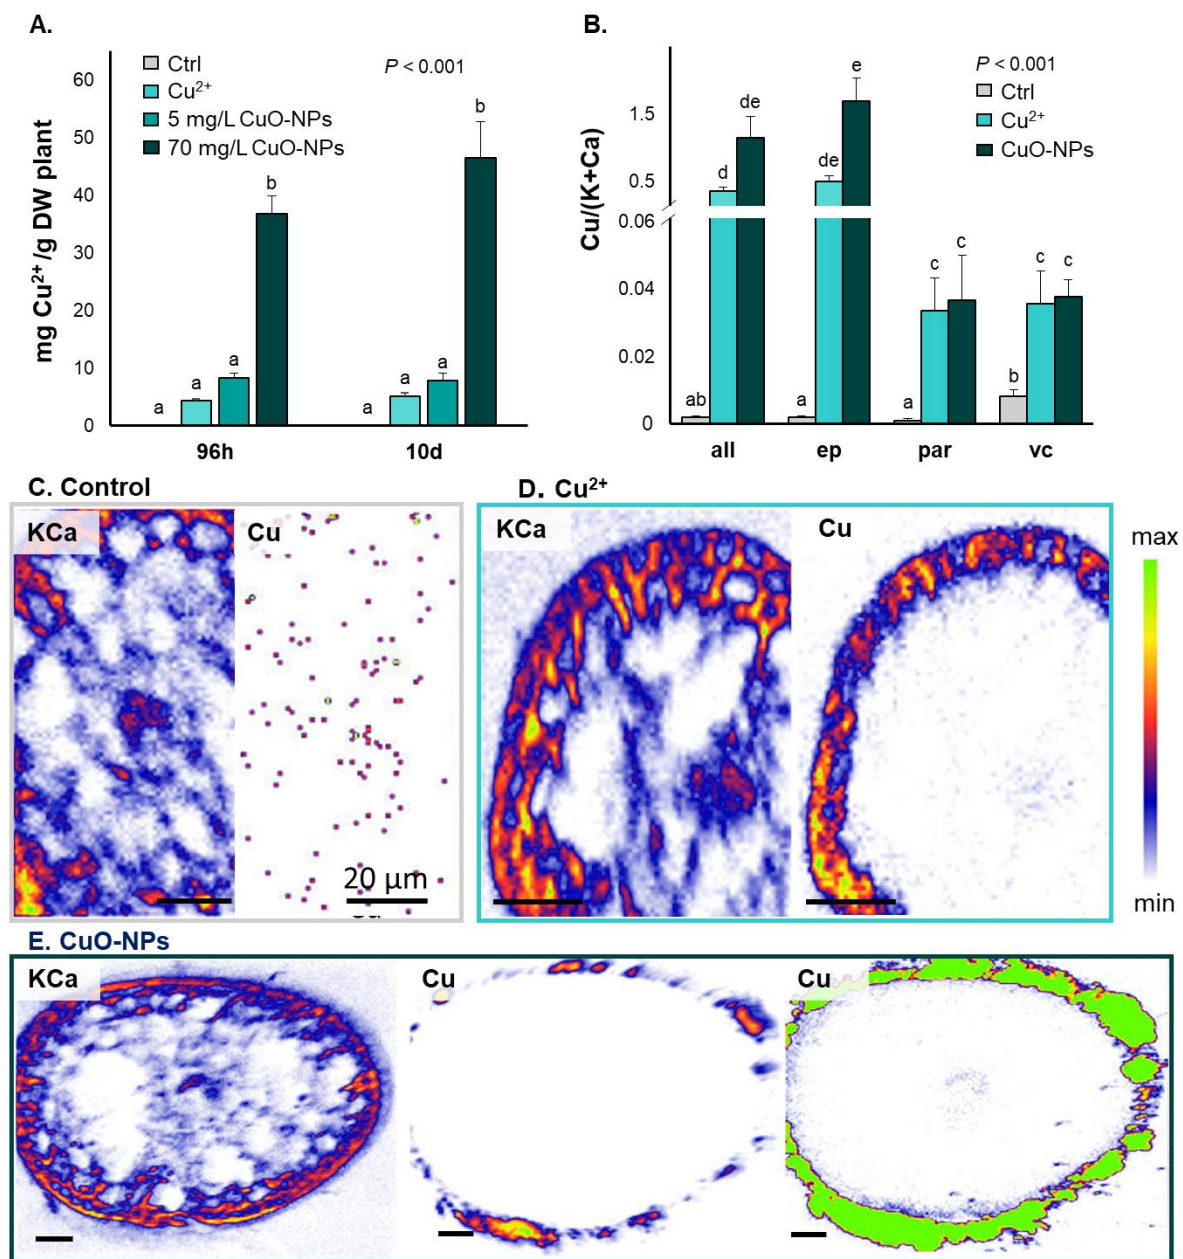 A.
mg Cu²⁺/g DW plant
60
50
40
30
20
10
0
Ctrl
Cu²⁺
5 mg/L CuO-NPs
70 mg/L CuO-NPs
P < 0.001
a a a b
a a a b
96h 10d
B.
Cu/(K+Ca)
1.5
0.5
0.06
0.04
0.02
0
P < 0.001
Ctrl
Cu²⁺
CuO-NPs
ab d de
a de e
a c c
b c c
all ep par vc
C. Control
KCa Cu
20 µm
D. Cu²⁺
KCa Cu
max
min
E. CuO-NPs
KCa Cu Cu